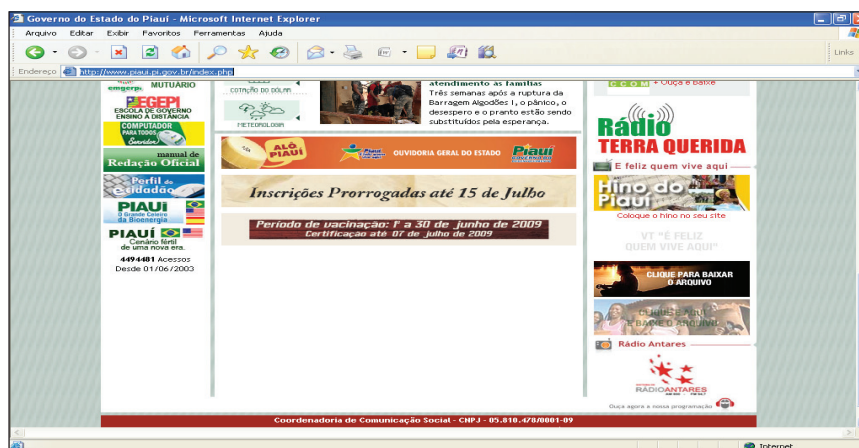 Governo do Estado do Piauí - Microsoft Internet Explorer
Arquivo Editar Exibir Favoritos Ferramentas Ajuda
Links
Endereço http://www.piaui.pi.gov.br/index.php
emgerpi MUTUÁRIO
EGEPI
ESCOLA DE GOVERNO
ENSINO À DISTÂNCIA
COMPUTADOR
PARA TODOS
Servidor
manual de
Redação Oficial
Perfil do
cidadão
PIAUÍ
O Grande Celeiro
da Bioenergia
PIAUÍ
Cenário fértil
de uma nova era.
4494481 Acessos
Desde 01/06/2003
COTAÇÃO DO DÓLAR
METEOROLOGIA
atendimento às famílias
Três semanas após a ruptura da
Barragem Algodões I, o pânico, o
desespero e o pranto estão sendo
substituídos pela esperança.
ALÔ
PIAUÍ
OUVIDORIA GERAL DO ESTADO
Piauí
Inscrições Prorrogadas até 15 de Julho
Período de vacinação: 1º a 30 de junho de 2009
Certificação até 07 de julho de 2009
CCOM + Ouça e Baixe
Rádio
TERRA QUERIDA
É feliz quem vive aqui
Hino do
Piauí
Coloque o hino no seu site
VT "É FELIZ
QUEM VIVE AQUI"
CLIQUE PARA BAIXAR
O ARQUIVO
CLIQUE AQUI
E BAIXE O ARQUIVO
Rádio Antares
RÁDIOANTARES
Ouça agora a nossa programação
Coordenadoria de Comunicação Social - CNPJ - 05.810.478/0001-09
Internet